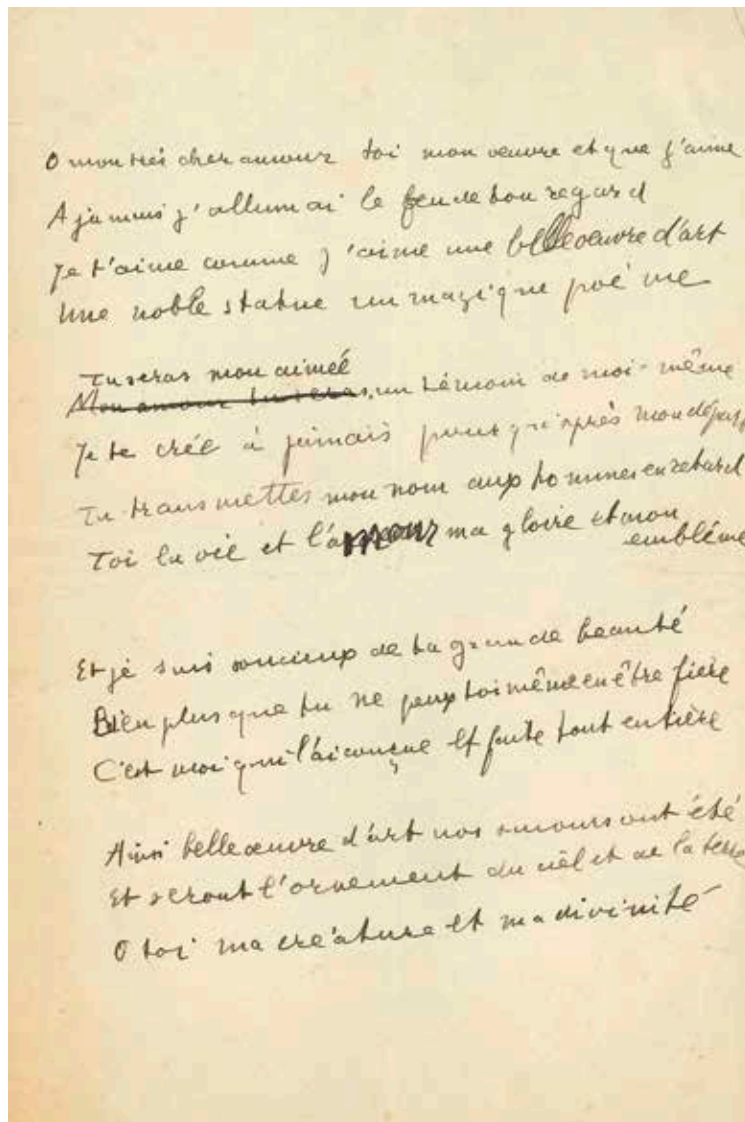 O mon très cher amour toi mon œuvre et que j'aime
A jamais j'allumai le feu de ton regard
Je t'aime comme j'aime une belle œuvre d'art
Une noble statue un magique poème
Tu seras mon aimée
Mon amour tu seras, un témoin de moi-même
Je te crée à jamais pour qu'après mon départ
Tu transmettes mon nom aux hommes en retard
Toi la vie et l'amour ma gloire et mon
emblème
Et je suis soucieux de ta grande beauté
Bien plus que tu ne peux toi même en être fière
C'est moi qui l'ai conçue et faite tout entière
Ainsi belle œuvre d'art nos amours ont été
Et seront l'ornement du ciel et de la terre
O toi ma créature et ma divinité